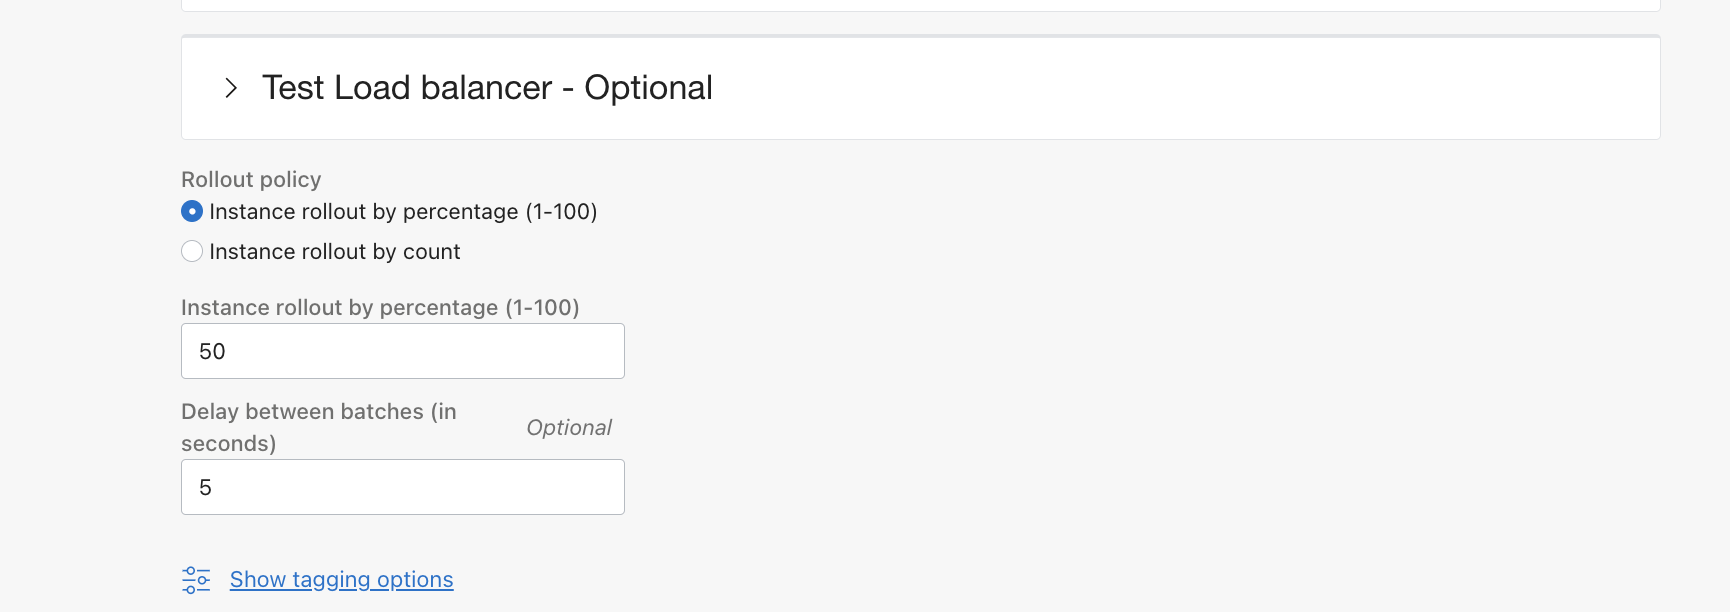 Test Load balancer - Optional
Rollout policy
Instance rollout by percentage (1-100)
Instance rollout by count
Instance rollout by percentage (1-100)
50
Delay between batches (in
seconds)
Optional
5
Show tagging options